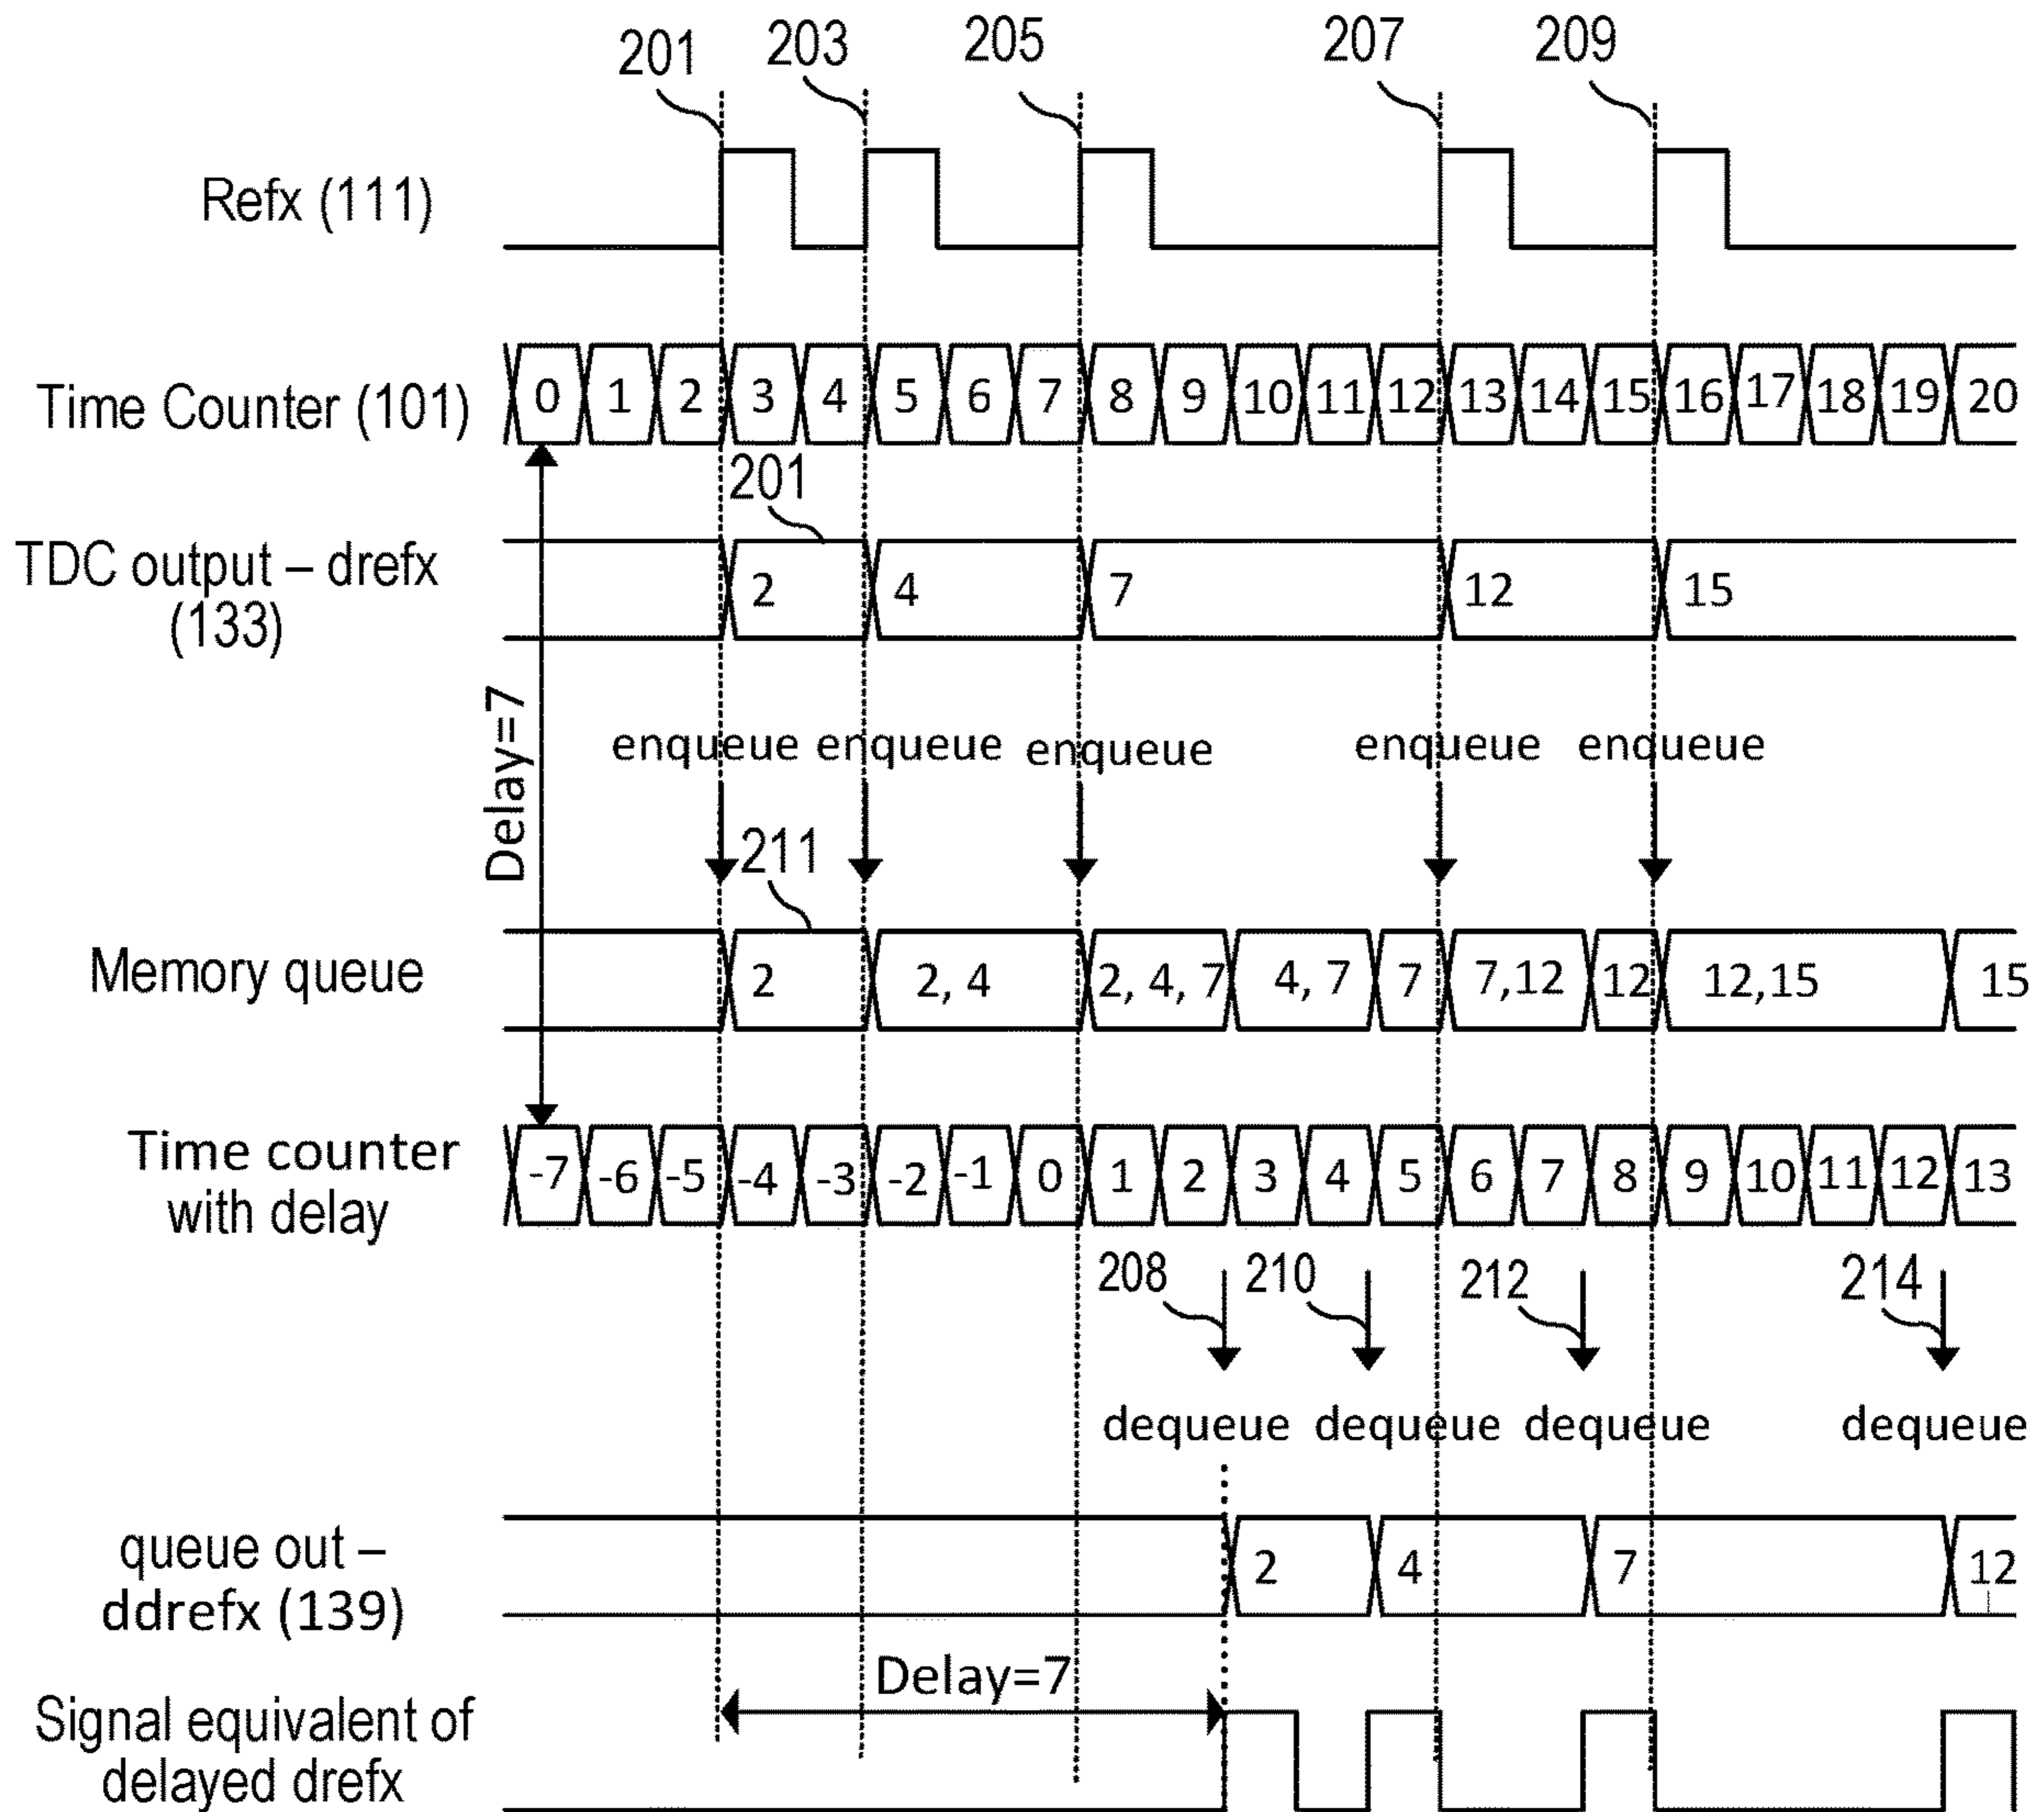 201 203 205 207 209
Refx (111)
Time Counter (101) 0 1 2 3 4 5 6 7 8 9 10 11 12 13 14 15 16 17 18 19 20
201
TDC output – drefx
(133)
2 4 7 12 15
Delay=7
enqueue enqueue enqueue enqueue enqueue
211
Memory queue 2 2, 4 2, 4, 7 4, 7 7 7,12 12 12,15 15
Time counter
with delay
-7 -6 -5 -4 -3 -2 -1 0 1 2 3 4 5 6 7 8 9 10 11 12 13
208 210 212 214
dequeue dequeue dequeue dequeue
queue out –
ddrefx (139)
2 4 7 12
Delay=7
Signal equivalent of
delayed drefx